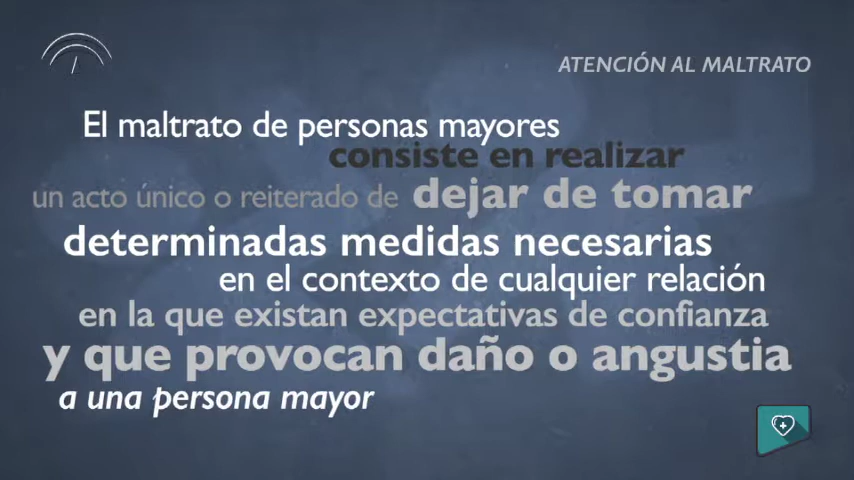 ATENCIÓN AL MALTRATO
El maltrato de personas mayores
consiste en realizar
un acto único o reiterado de dejar de tomar
determinadas medidas necesarias
en el contexto de cualquier relación
en la que existan expectativas de confianza
y que provocan daño o angustia
a una persona mayor